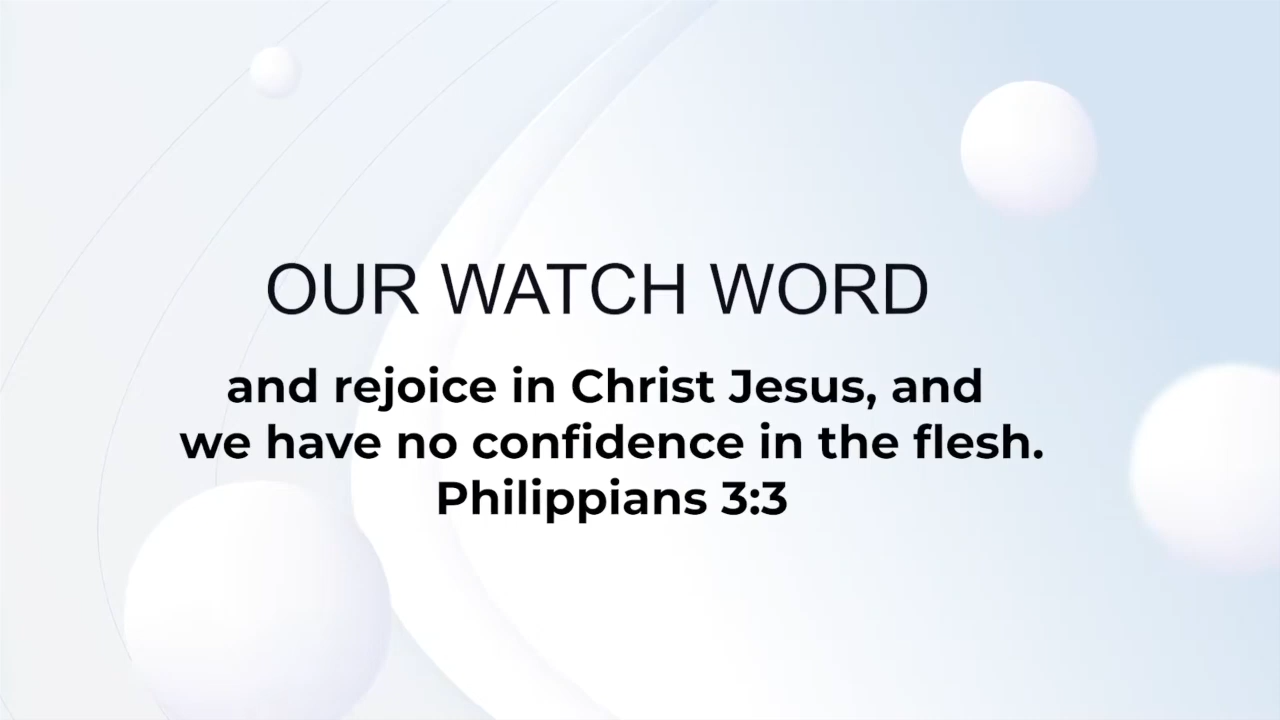 OUR WATCH WORD
and rejoice in Christ Jesus, and
we have no confidence in the flesh.
Philippians 3:3